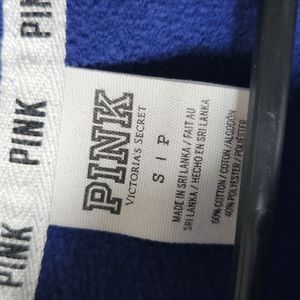 PINK
PINK
PINK
PINK
VICTORIA'S SECRET
S | P
MADE IN SRI LANKA / FAIT AU
SRI LANKA / HECHO EN SRI LANKA
60% COTTON / COTON / ALGODON
40% POLYESTER / POLYESTER